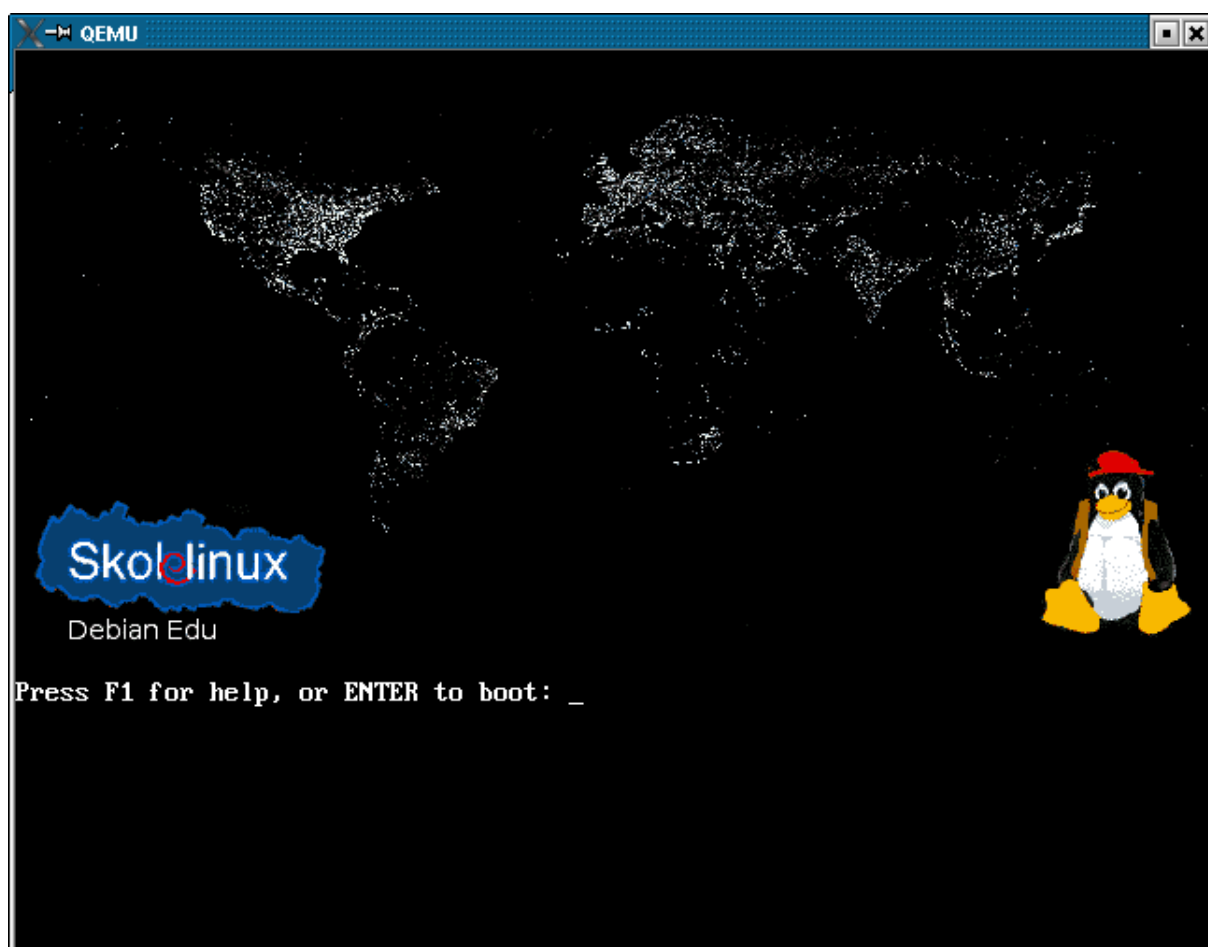 QEMU
Skolelinux
Debian Edu
Press F1 for help, or ENTER to boot: _